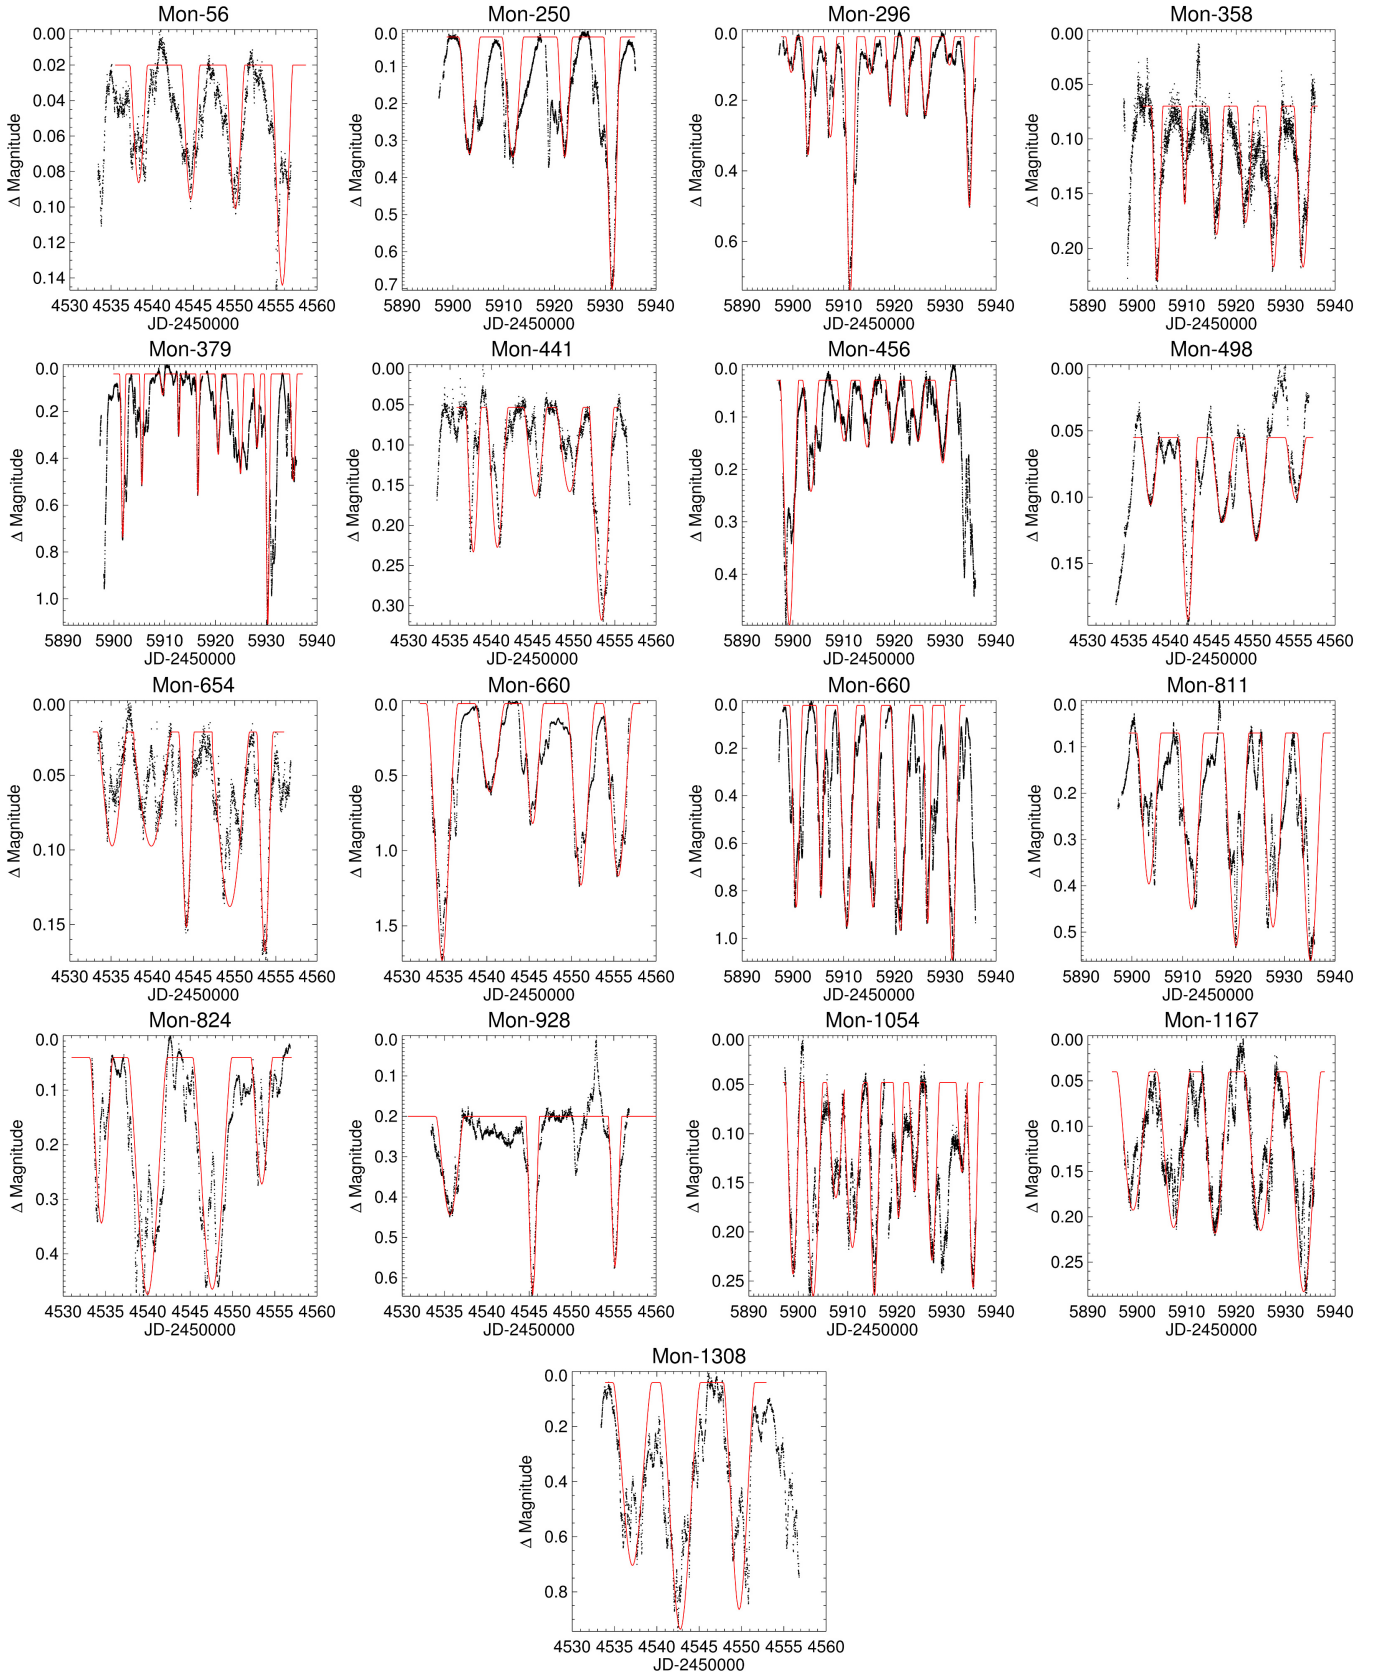 Mon-56 Mon-250 Mon-296 Mon-358
0.00 0.02 0.04 0.06 0.08 0.10 0.12 0.14
Δ Magnitude
4530 4535 4540 4545 4550 4555 4560
JD-2450000
0.0 0.1 0.2 0.3 0.4 0.5 0.6 0.7
Δ Magnitude
5890 5900 5910 5920 5930 5940
JD-2450000
0.0 0.2 0.4 0.6
Δ Magnitude
5890 5900 5910 5920 5930 5940
JD-2450000
0.00 0.05 0.10 0.15 0.20
Δ Magnitude
5890 5900 5910 5920 5930 5940
JD-2450000
Mon-379 Mon-441 Mon-456 Mon-498
0.0 0.2 0.4 0.6 0.8 1.0
Δ Magnitude
5890 5900 5910 5920 5930 5940
JD-2450000
0.00 0.05 0.10 0.15 0.20 0.25 0.30
Δ Magnitude
4530 4535 4540 4545 4550 4555 4560
JD-2450000
0.0 0.1 0.2 0.3 0.4
Δ Magnitude
5890 5900 5910 5920 5930 5940
JD-2450000
0.00 0.05 0.10 0.15
Δ Magnitude
4530 4535 4540 4545 4550 4555 4560
JD-2450000
Mon-654 Mon-660 Mon-660 Mon-811
0.00 0.05 0.10 0.15
Δ Magnitude
4530 4535 4540 4545 4550 4555 4560
JD-2450000
0.0 0.5 1.0 1.5
Δ Magnitude
4530 4535 4540 4545 4550 4555 4560
JD-2450000
0.0 0.2 0.4 0.6 0.8 1.0
Δ Magnitude
5890 5900 5910 5920 5930 5940
JD-2450000
0.0 0.1 0.2 0.3 0.4 0.5
Δ Magnitude
5890 5900 5910 5920 5930 5940
JD-2450000
Mon-824 Mon-928 Mon-1054 Mon-1167
0.0 0.1 0.2 0.3 0.4
Δ Magnitude
4530 4535 4540 4545 4550 4555 4560
JD-2450000
0.0 0.1 0.2 0.3 0.4 0.5 0.6
Δ Magnitude
4530 4535 4540 4545 4550 4555 4560
JD-2450000
0.00 0.05 0.10 0.15 0.20 0.25
Δ Magnitude
5890 5900 5910 5920 5930 5940
JD-2450000
0.00 0.05 0.10 0.15 0.20 0.25
Δ Magnitude
5890 5900 5910 5920 5930 5940
JD-2450000
Mon-1308
0.0 0.2 0.4 0.6 0.8
Δ Magnitude
4530 4535 4540 4545 4550 4555 4560
JD-2450000